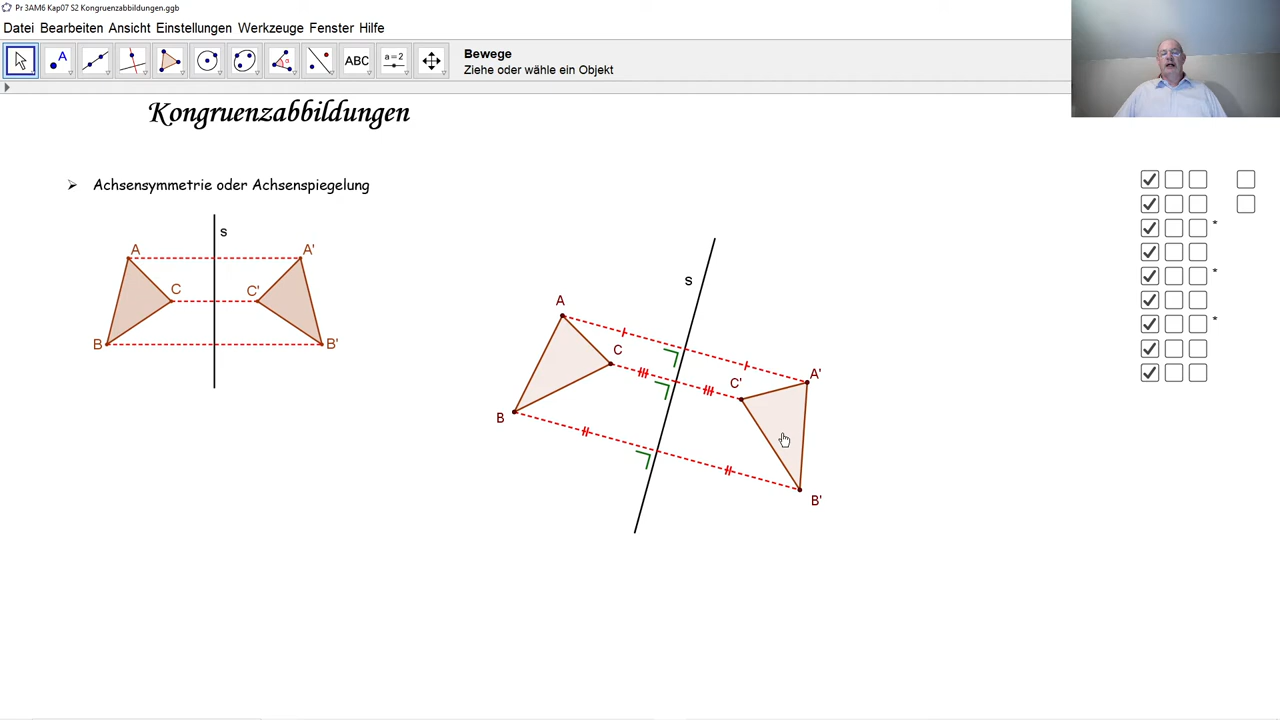 Pr 3AM6 Kap07 S2 Kongruenzabbildungen.ggb
Datei Bearbeiten Ansicht Einstellungen Werkzeuge Fenster Hilfe
A
ABC
a=2
Bewege
Ziehe oder wähle ein Objekt
Kongruenzabbildungen
➤ Achsensymmetrie oder Achsenspiegelung
s
A A'
C C'
B B'
s
A
C
A'
C'
B
B'
*
*
*